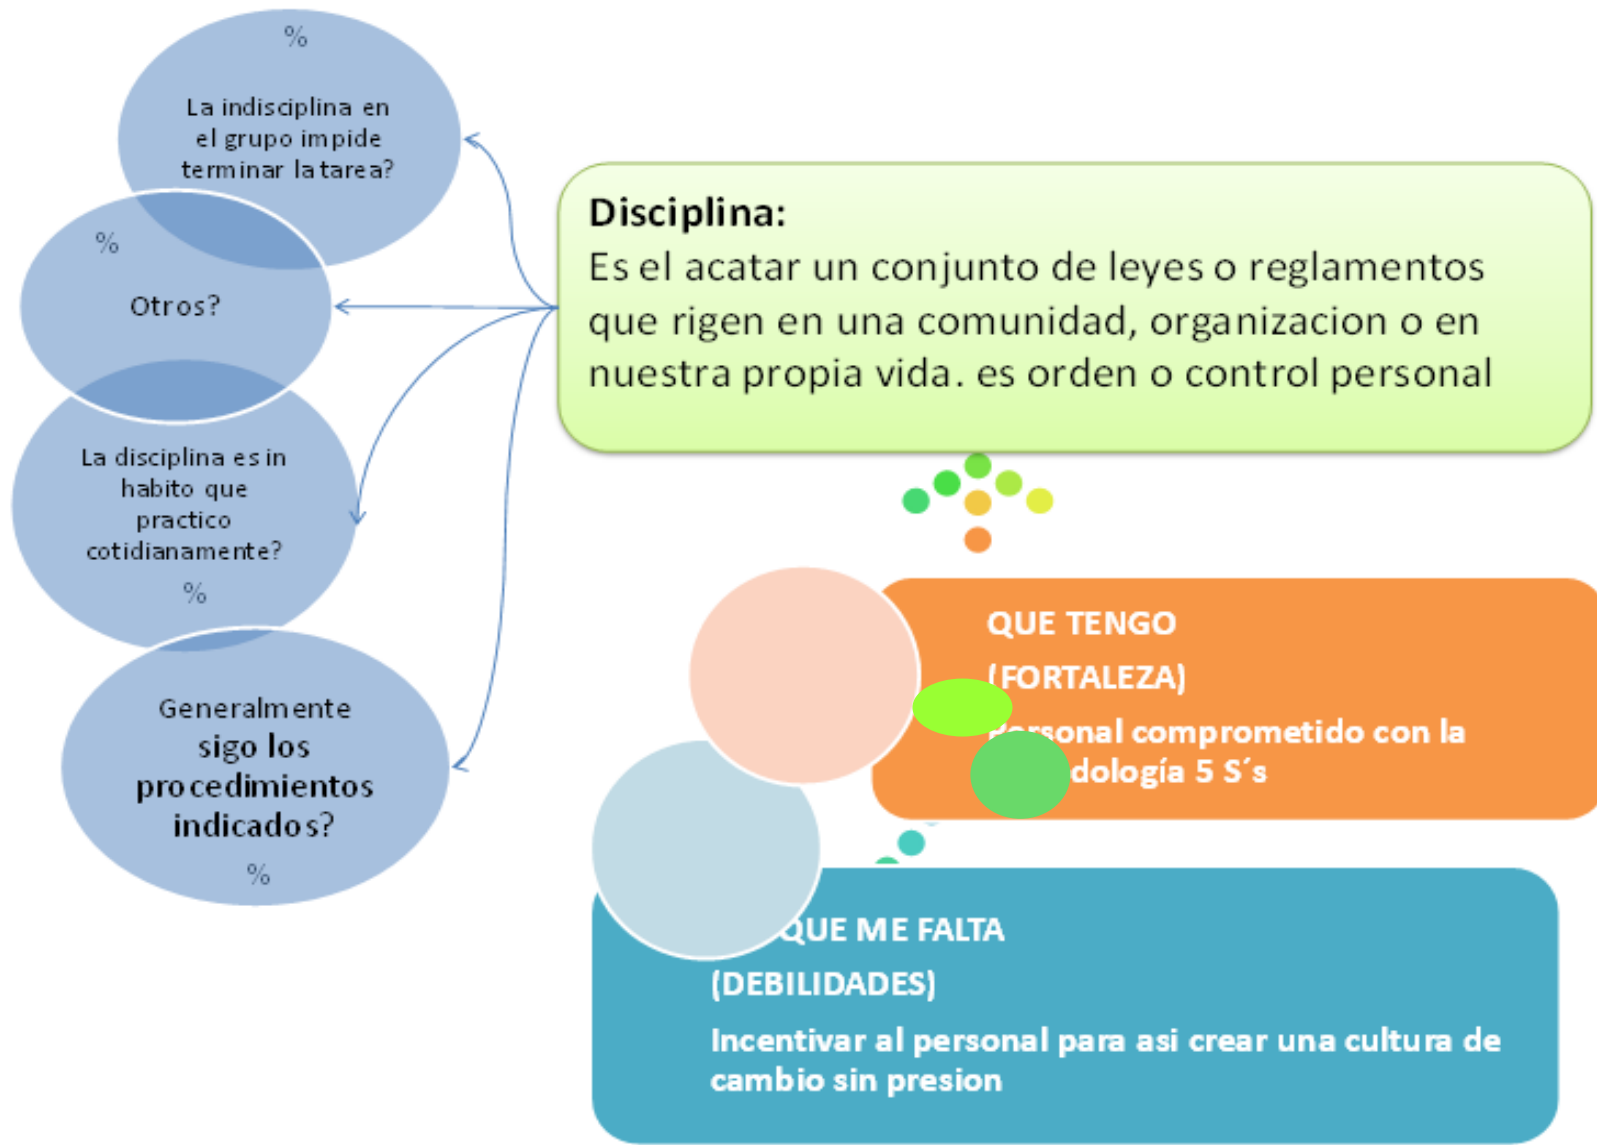 %
La indisciplina en
el grupo impide
terminar la tarea?
%
Otros?
La disciplina es in
habito que
practico
cotidianamente?
%
Generalmente
sigo los
procedimientos
indicados?
%
Disciplina:
Es el acatar un conjunto de leyes o reglamentos
que rigen en una comunidad, organizacion o en
nuestra propia vida. es orden o control personal
QUE TENGO
(FORTALEZA)
Personal comprometido con la
dología 5 S´s
QUE ME FALTA
(DEBILIDADES)
Incentivar al personal para asi crear una cultura de
cambio sin presion